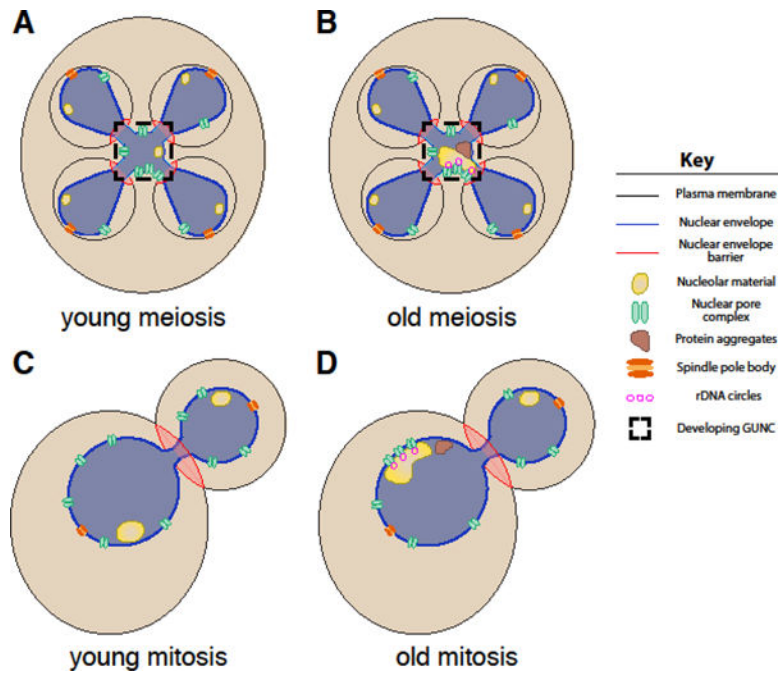 A
B
young meiosis
old meiosis
C
D
young mitosis
old mitosis
Key
Plasma membrane
Nuclear envelope
Nuclear envelope
barrier
Nucleolar material
Nuclear pore
complex
Protein aggregates
Spindle pole body
rDNA circles
Developing GUNC